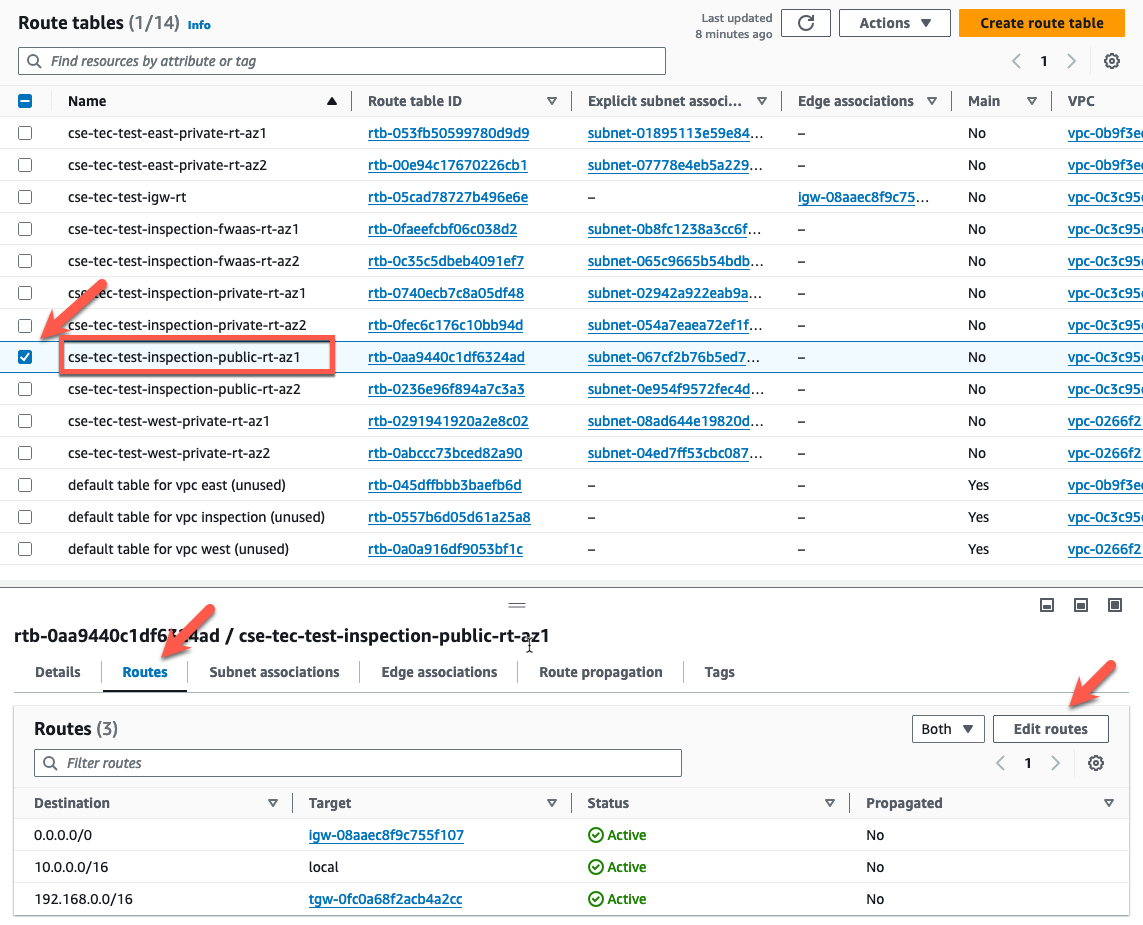 Route tables (1/14) Info
Last updated
8 minutes ago
Actions
Create route table
Find resources by attribute or tag
1
Name Route table ID Explicit subnet associ... Edge associations Main VPC
cse-tec-test-east-private-rt-az1 rtb-053fb50599780d9d9 subnet-01895113e59e84... – No vpc-0b9f3e
cse-tec-test-east-private-rt-az2 rtb-00e94c17670226cb1 subnet-07778e4eb5a229... – No vpc-0b9f3e
cse-tec-test-igw-rt rtb-05cad78727b496e6e – igw-08aaec8f9c75... No vpc-0c3c95
cse-tec-test-inspection-fwaas-rt-az1 rtb-0faeefcbf06c038d2 subnet-0b8fc1238a3cc6f... – No vpc-0c3c95
cse-tec-test-inspection-fwaas-rt-az2 rtb-0c35c5dbeb4091ef7 subnet-065c9665b54bdb... – No vpc-0c3c95
cse-tec-test-inspection-private-rt-az1 rtb-0740ecb7c8a05df48 subnet-02942a922eab9a... – No vpc-0c3c95
cse-tec-test-inspection-private-rt-az2 rtb-0fec6c176c10bb94d subnet-054a7eaea72ef1f... – No vpc-0c3c95
cse-tec-test-inspection-public-rt-az1 rtb-0aa9440c1df6324ad subnet-067cf2b76b5ed7... – No vpc-0c3c95
cse-tec-test-inspection-public-rt-az2 rtb-0236e96f894a7c3a3 subnet-0e954f9572fec4d... – No vpc-0c3c95
cse-tec-test-west-private-rt-az1 rtb-0291941920a2e8c02 subnet-08ad644e19820d... – No vpc-0266f2
cse-tec-test-west-private-rt-az2 rtb-0abccc73bced82a90 subnet-04ed7ff53cbc087... – No vpc-0266f2
default table for vpc east (unused) rtb-045dffbbb3baefb6d – – Yes vpc-0b9f3e
default table for vpc inspection (unused) rtb-0557b6d05d61a25a8 – – Yes vpc-0c3c95
default table for vpc west (unused) rtb-0a0a916df9053bf1c – – Yes vpc-0266f2
rtb-0aa9440c1df6324ad / cse-tec-test-inspection-public-rt-az1
Details Routes Subnet associations Edge associations Route propagation Tags
Routes (3)
Both Edit routes
Filter routes
1
Destination Target Status Propagated
0.0.0.0/0 igw-08aaec8f9c755f107 Active No
10.0.0.0/16 local Active No
192.168.0.0/16 tgw-0fc0a68f2acb4a2cc Active No